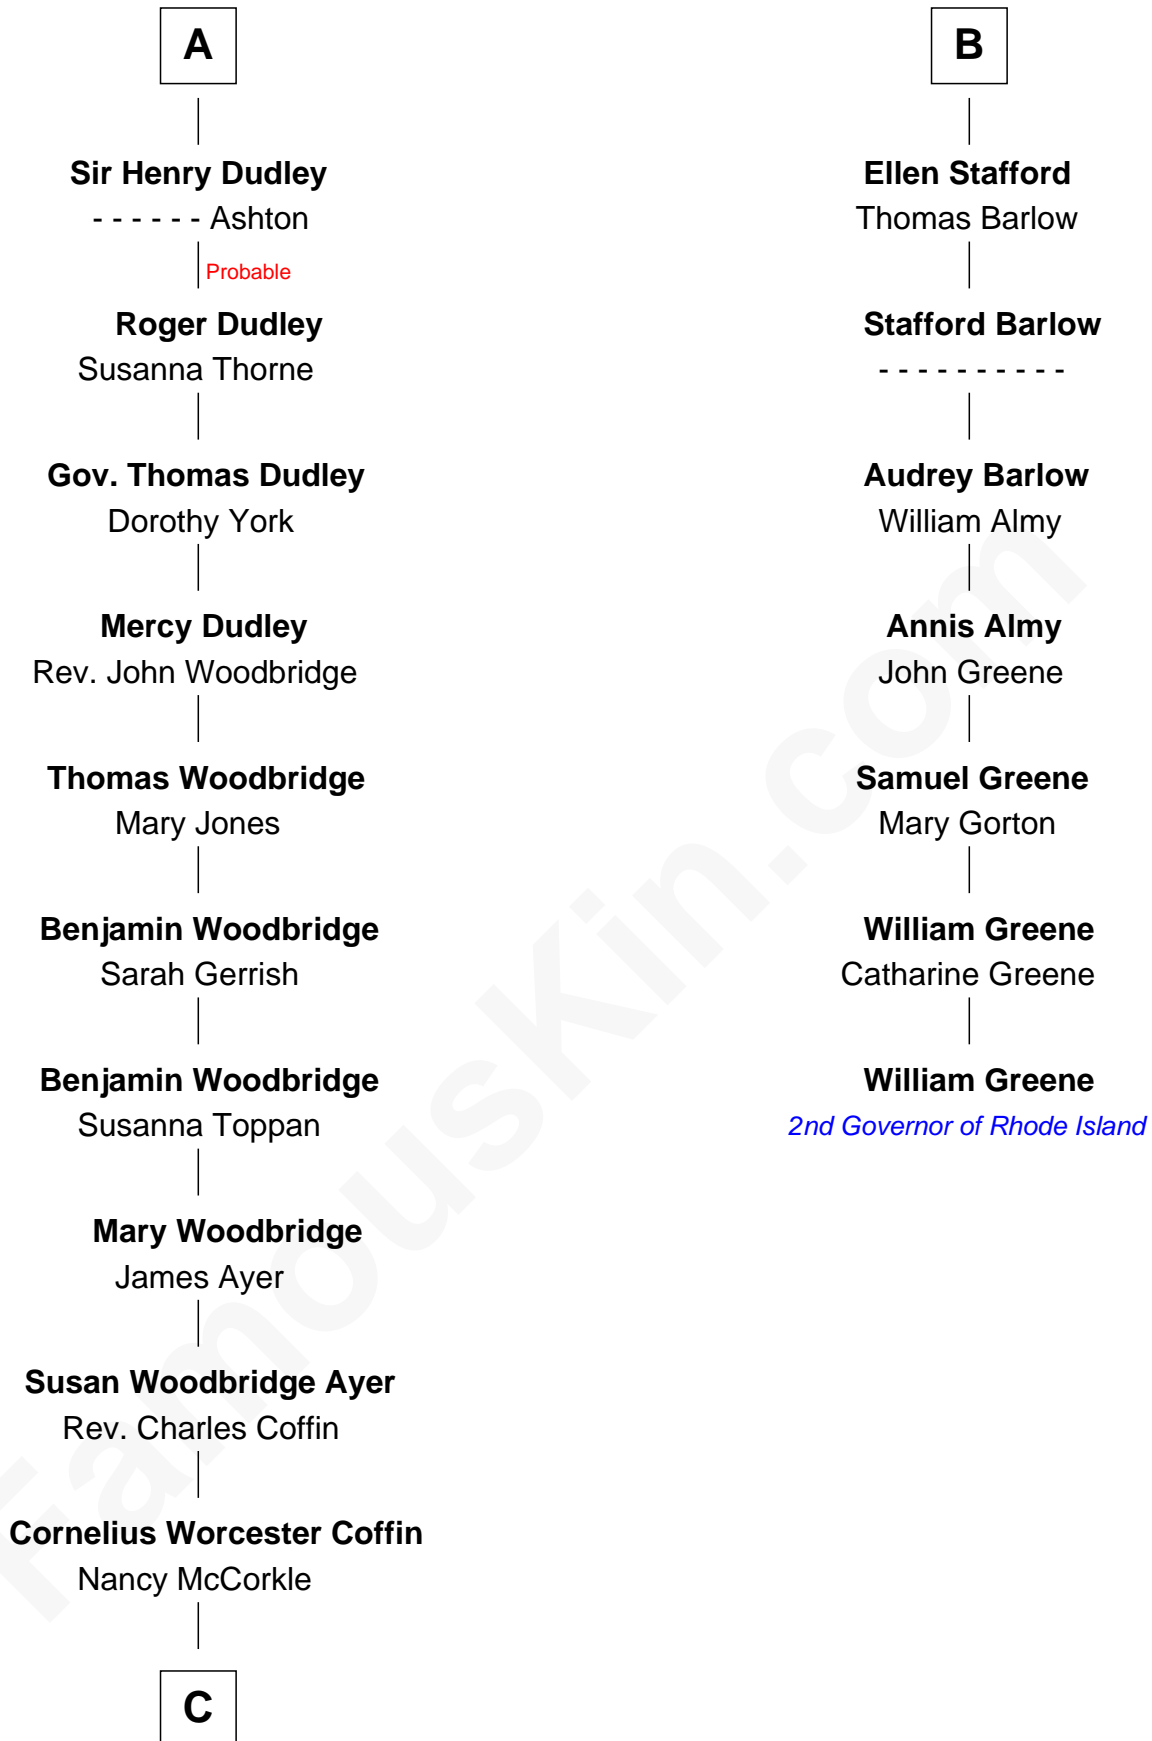 A
Sir Henry Dudley
- - - - - - Ashton
Probable
Roger Dudley
Susanna Thorne
Gov. Thomas Dudley
Dorothy York
Mercy Dudley
Rev. John Woodbridge
Thomas Woodbridge
Mary Jones
Benjamin Woodbridge
Sarah Gerrish
Benjamin Woodbridge
Susanna Toppan
Mary Woodbridge
James Ayer
Susan Woodbridge Ayer
Rev. Charles Coffin
Cornelius Worcester Coffin
Nancy McCorkle
C
B
Ellen Stafford
Thomas Barlow
Stafford Barlow
- - - - - - - - - -
Audrey Barlow
William Almy
Annis Almy
John Greene
Samuel Greene
Mary Gorton
William Greene
Catharine Greene
William Greene
2nd Governor of Rhode Island
FamousKin.com